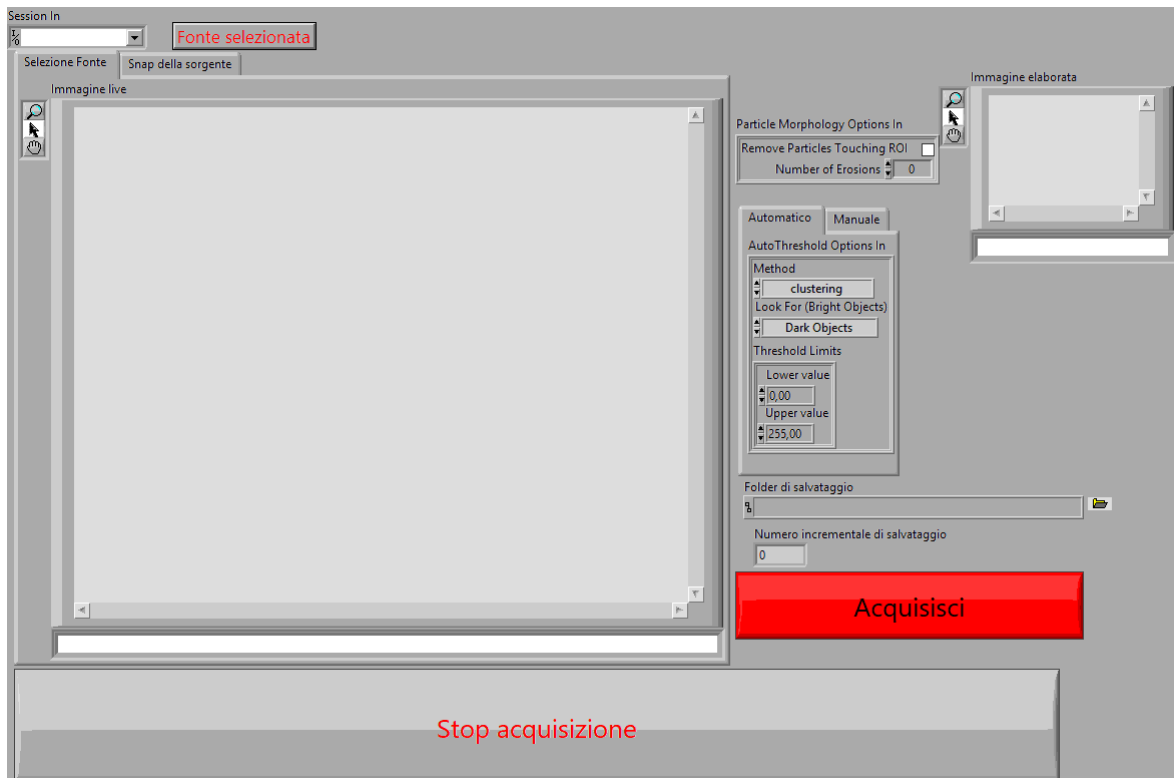 Session In
Fonte selezionata
Selezione Fonte
Snap della sorgente
Immagine live
Particle Morphology Options In
Remove Particles Touching ROI
Number of Erosions
0
Immagine elaborata
Automatico
Manuale
AutoThreshold Options In
Method
clustering
Look For (Bright Objects)
Dark Objects
Threshold Limits
Lower value
0,00
Upper value
255,00
Folder di salvataggio
Numero incrementale di salvataggio
0
Acquisisci
Stop acquisizione